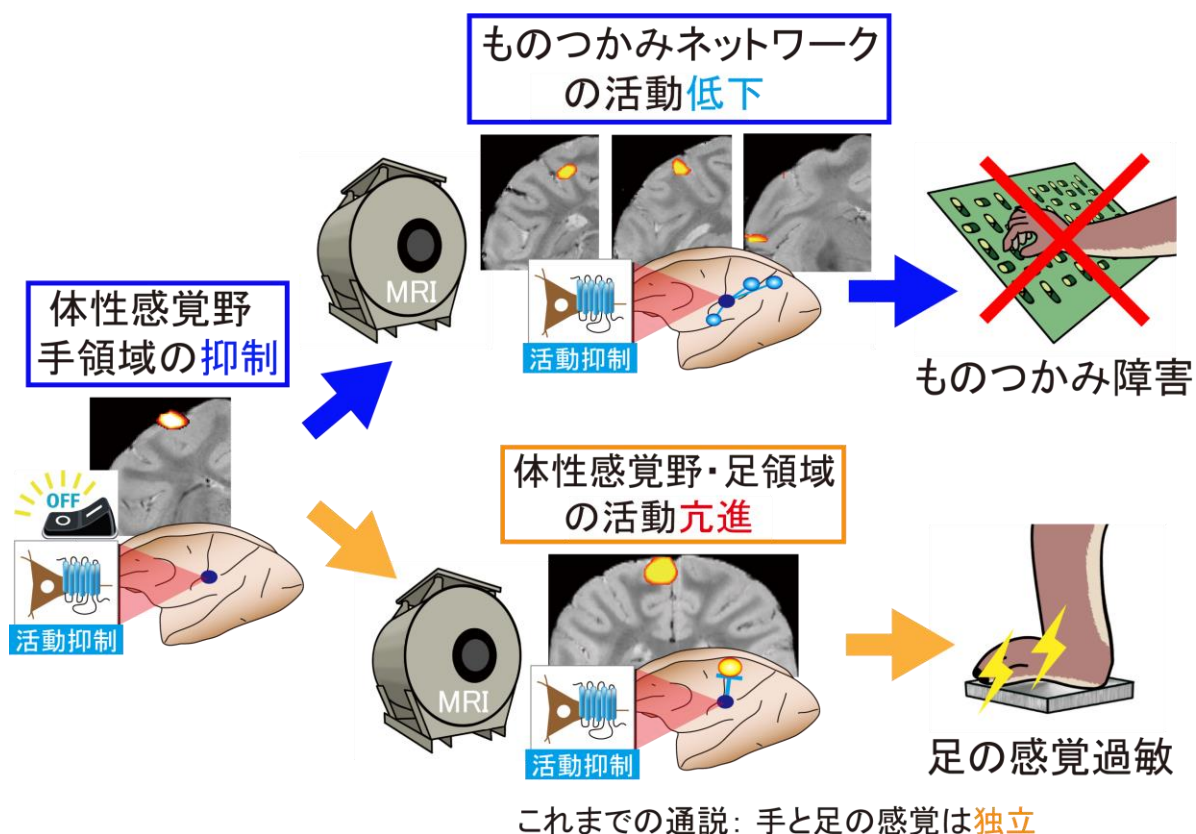 ものつかみネットワーク
の活動低下
MRI
活動抑制
ものつかみ障害
体性感覚野
手領域の抑制
OFF
活動抑制
体性感覚野・足領域
の活動亢進
MRI
活動抑制
足の感覚過敏
これまでの通説: 手と足の感覚は独立